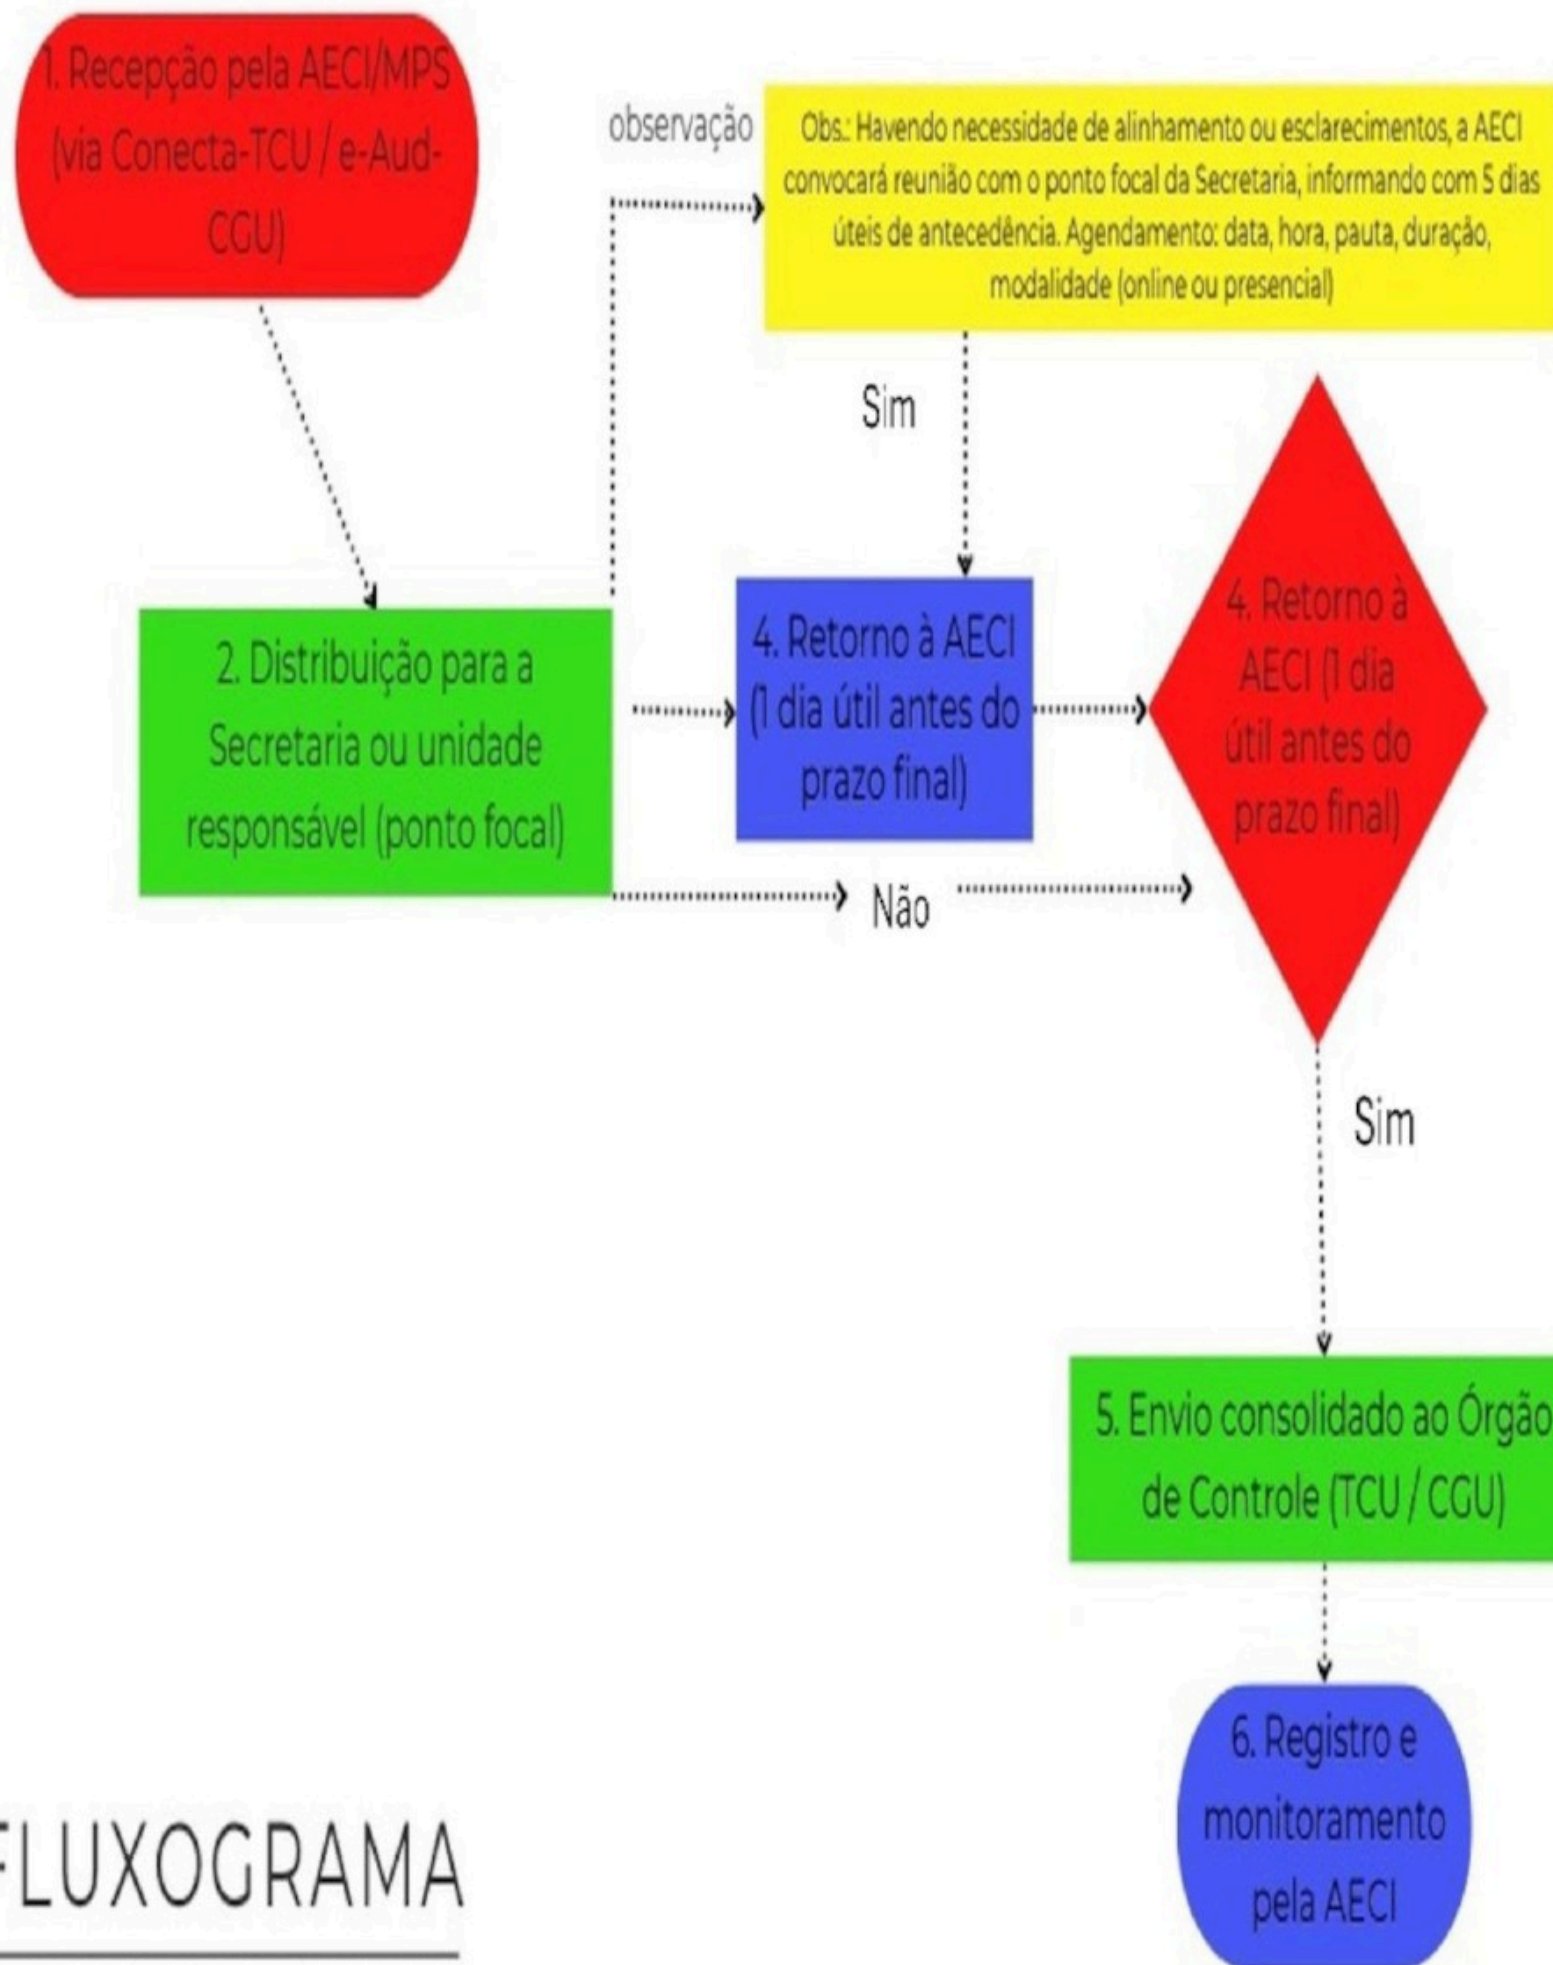 1. Recepção pela AECI/MPS
(via Conecta-TCU / e-Aud-
CGU)
observação
Obs.: Havendo necessidade de alinhamento ou esclarecimentos, a AECI
convocará reunião com o ponto focal da Secretaria, informando com 5 dias
úteis de antecedência. Agendamento: data, hora, pauta, duração,
modalidade (online ou presencial)
Sim
2. Distribuição para a
Secretaria ou unidade
responsável (ponto focal)
4. Retorno à AECI
(1 dia útil antes do
prazo final)
4. Retorno à
AECI (1 dia
útil antes do
prazo final)
Não
Sim
5. Envio consolidado ao Órgão
de Controle (TCU / CGU)
6. Registro e
monitoramento
pela AECI
FLUXOGRAMA